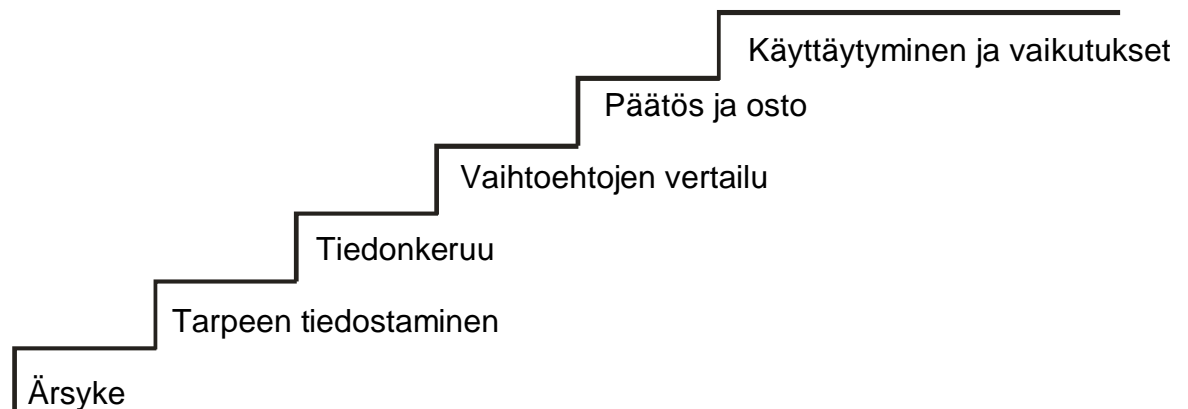 Käyttäytyminen ja vaikutukset
Päätös ja osto
Vaihtoehtojen vertailu
Tiedonkeruu
Tarpeen tiedostaminen
Ärsyke